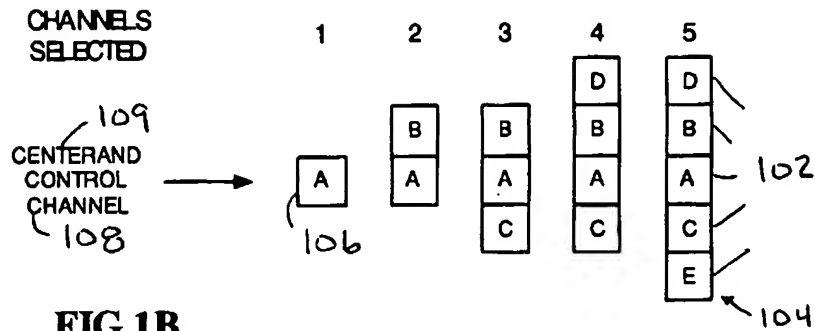 CHANNELS 1 2 3 4 5
SELECTED
D D
109 B B B B
CENTERAND
CONTROL A A A A A 102
CHANNEL
108 106 C C C
E
FIG 1B 104